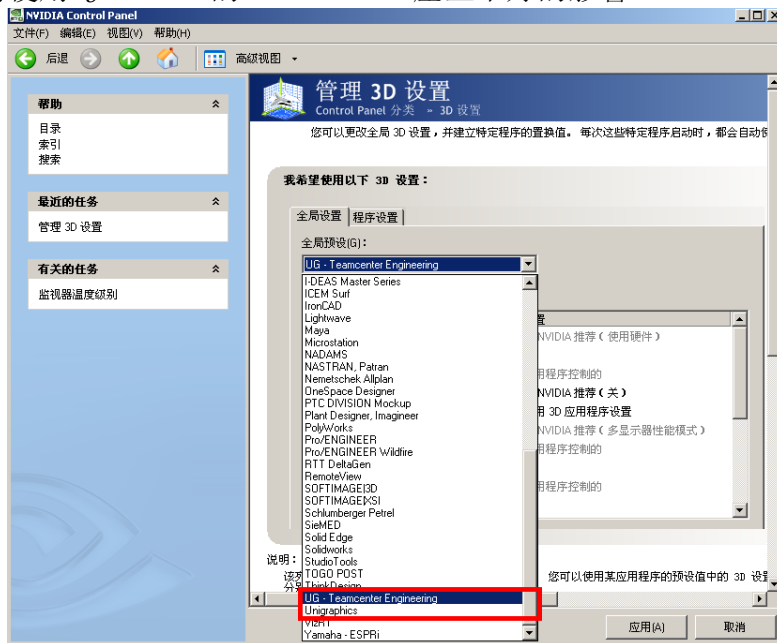 NVIDIA Control Panel
文件(F) 编辑(E) 视图(V) 帮助(H)
后退 高级视图
帮助
目录
索引
搜索
最近的任务
管理 3D 设置
有关的任务
监视器温度级别
管理 3D 设置
Control Panel 分类 » 3D 设置
您可以更改全局 3D 设置，并建立特定程序的置换值。 每次这些特定程序启动时，都会自动
我希望使用以下 3D 设置：
全局设置 程序设置
全局预设(G)：
UG - Teamcenter Engineering
I-DEAS Master Series
ICEM Surf
IronCAD
Lightwave
Maya
Microstation
NADAMS
NASTRAN, Patran
Nemetschek Allplan
OneSpace Designer
PTC DIVISION Mockup
Plant Designer, Imagineer
PolyWorks
Pro/ENGINEER
Pro/ENGINEER Wildfire
RTT DeltaGen
RemoteView
SOFTIMAGE|3D
SOFTIMAGE|XSI
Schlumberger Petrel
SieMED
Solid Edge
Solidworks
StudioTools
TOGO POST
ThinkDesign
UG - Teamcenter Engineering
Unigraphics
VizRT
Yamaha - ESPRi
置
NVIDIA 推荐（使用硬件）
用程序控制的
NVIDIA 推荐（关）
用 3D 应用程序设置
NVIDIA 推荐（多显示器性能模式）
用程序控制的
用程序控制的
说明：
您可以使用某应用程序的预设值中的 3D 设置
应用(A) 取消